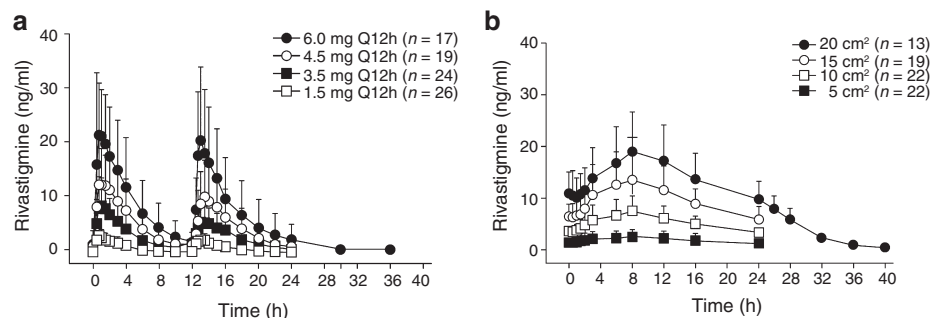 a
6.0 mg Q12h (n = 17)
4.5 mg Q12h (n = 19)
3.5 mg Q12h (n = 24)
1.5 mg Q12h (n = 26)
Rivastigmine (ng/ml)
40
30
20
10
0
0 4 8 12 16 20 24 28 32 36 40
Time (h)
b
20 cm² (n = 13)
15 cm² (n = 19)
10 cm² (n = 22)
5 cm² (n = 22)
Rivastigmine (ng/ml)
40
30
20
10
0
0 4 8 12 16 20 24 28 32 36 40
Time (h)